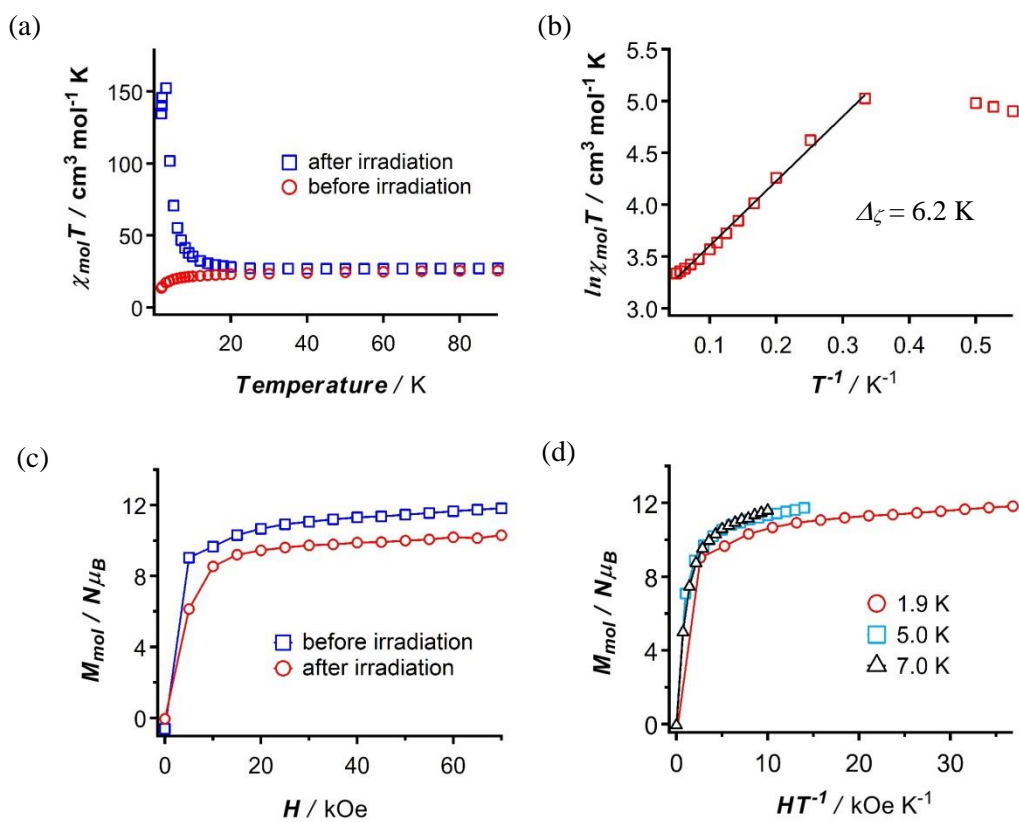 (a)
χmolT / cm³ mol⁻¹ K
150
100
50
0
after irradiation
before irradiation
20
40
60
80
Temperature / K
(b)
lnχmolT / cm³ mol⁻¹ K
5.5
5.0
4.5
4.0
3.5
3.0
Δζ = 6.2 K
0.1
0.2
0.3
0.4
0.5
T⁻¹ / K⁻¹
(c)
Mmol / NμB
12
8
4
0
before irradiation
after irradiation
0
20
40
60
H / kOe
(d)
Mmol / NμB
12
8
4
0
1.9 K
5.0 K
7.0 K
0
10
20
30
HT⁻¹ / kOe K⁻¹